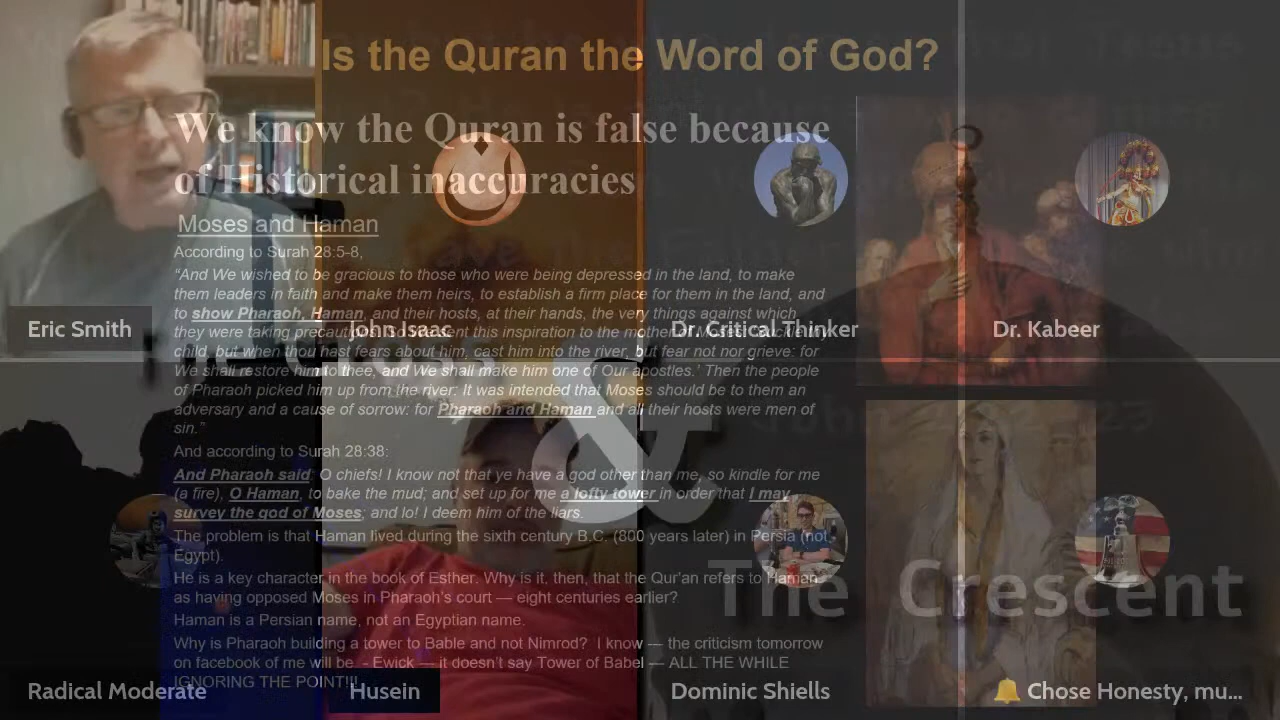 Is the Quran the Word of God?
We know the Quran is false because
of Historical inaccuracies
Moses and Haman
According to Surah 28:5-8,
“And We wished to be gracious to those who were being depressed in the land, to make
them leaders in faith and make them heirs, to establish a firm place for them in the land, and
to show Pharaoh, Haman, and their hosts, at their hands, the very things against which
they were taking
child, but when thou hast fears about him, cast him into the river, but fear not nor grieve: for
We shall restore him to thee, and We shall make him one of Our apostles.’ Then the people
of Pharaoh picked him up from the river: It was intended that Moses should be to them an
adversary and a cause of sorrow: for Pharaoh and Haman and all their hosts were men of
sin.”
And according to Surah 28:38:
And Pharaoh said: O chiefs! I know not that ye have a god other than me, so kindle for me
(a fire), O Haman, to bake the mud; and set up for me a lofty tower in order that I may
survey the god of Moses; and lo! I deem him of the liars.
The problem is that Haman lived during the sixth century B.C. (800 years later) in Persia (not
Egypt).
He is a key character in the book of Esther. Why is it, then, that the Qur’an refers to Haman
as having opposed Moses in Pharaoh’s court — eight centuries earlier?
Haman is a Persian name, not an Egyptian name.
Why is Pharaoh building a tower to Bable and not Nimrod? I know — the criticism tomorrow
on facebook of me will be - Ewick — it doesn’t say Tower of Babel — ALL THE WHILE
IGNORING THE POINT!!!
Eric Smith
John Isaac
Dr. Critical Thinker
Dr. Kabeer
&
The Crescent
Radical Moderate
Husein
Dominic Shiells
🔔 Chose Honesty, mu...